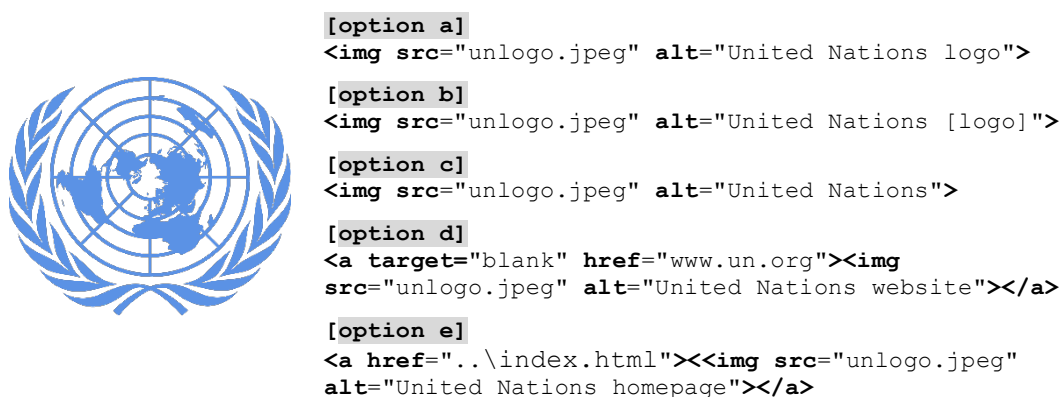 [option a]
<img src="unlogo.jpeg" alt="United Nations logo">
[option b]
<img src="unlogo.jpeg" alt="United Nations [logo]">
[option c]
<img src="unlogo.jpeg" alt="United Nations">
[option d]
<a target="blank" href="www.un.org"><img
src="unlogo.jpeg" alt="United Nations website"></a>
[option e]
<a href="..\index.html"><<img src="unlogo.jpeg"
alt="United Nations homepage"></a>